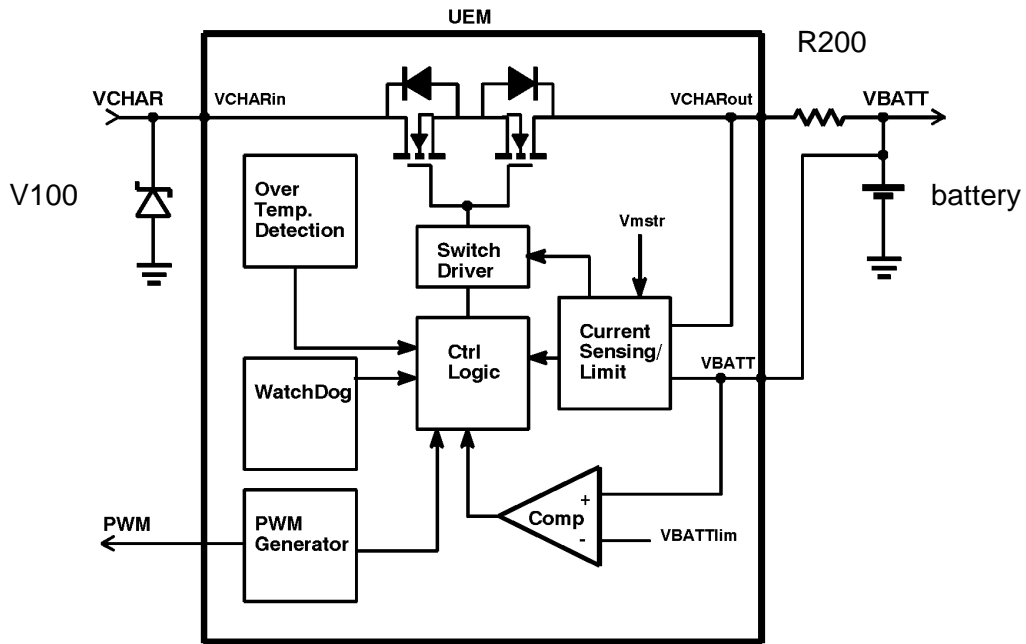 UEM
R200
VCHAR
VCHARin
VCHARout
VBATT
V100
Over
Temp.
Detection
battery
Vmstr
Switch
Driver
Ctrl
Logic
Current
Sensing/
Limit
VBATT
WatchDog
PWM
PWM
Generator
+
Comp
-
VBATTlim